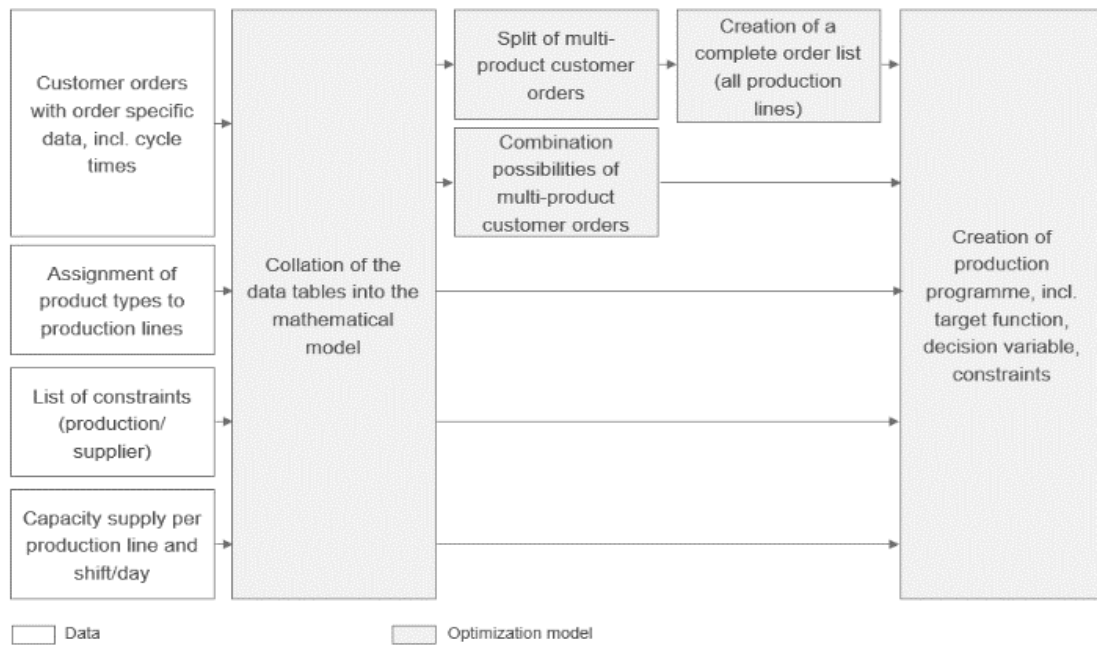 Customer orders
with order specific
data, incl. cycle
times
Assignment of
product types to
production lines
List of constraints
(production/
supplier)
Capacity supply per
production line and
shift/day
Collation of the
data tables into the
mathematical
model
Split of multi-
product customer
orders
Creation of a
complete order list
(all production
lines)
Combination
possibilities of
multi-product
customer orders
Creation of
production
programme, incl.
target function,
decision variable,
constraints
Data
Optimization model